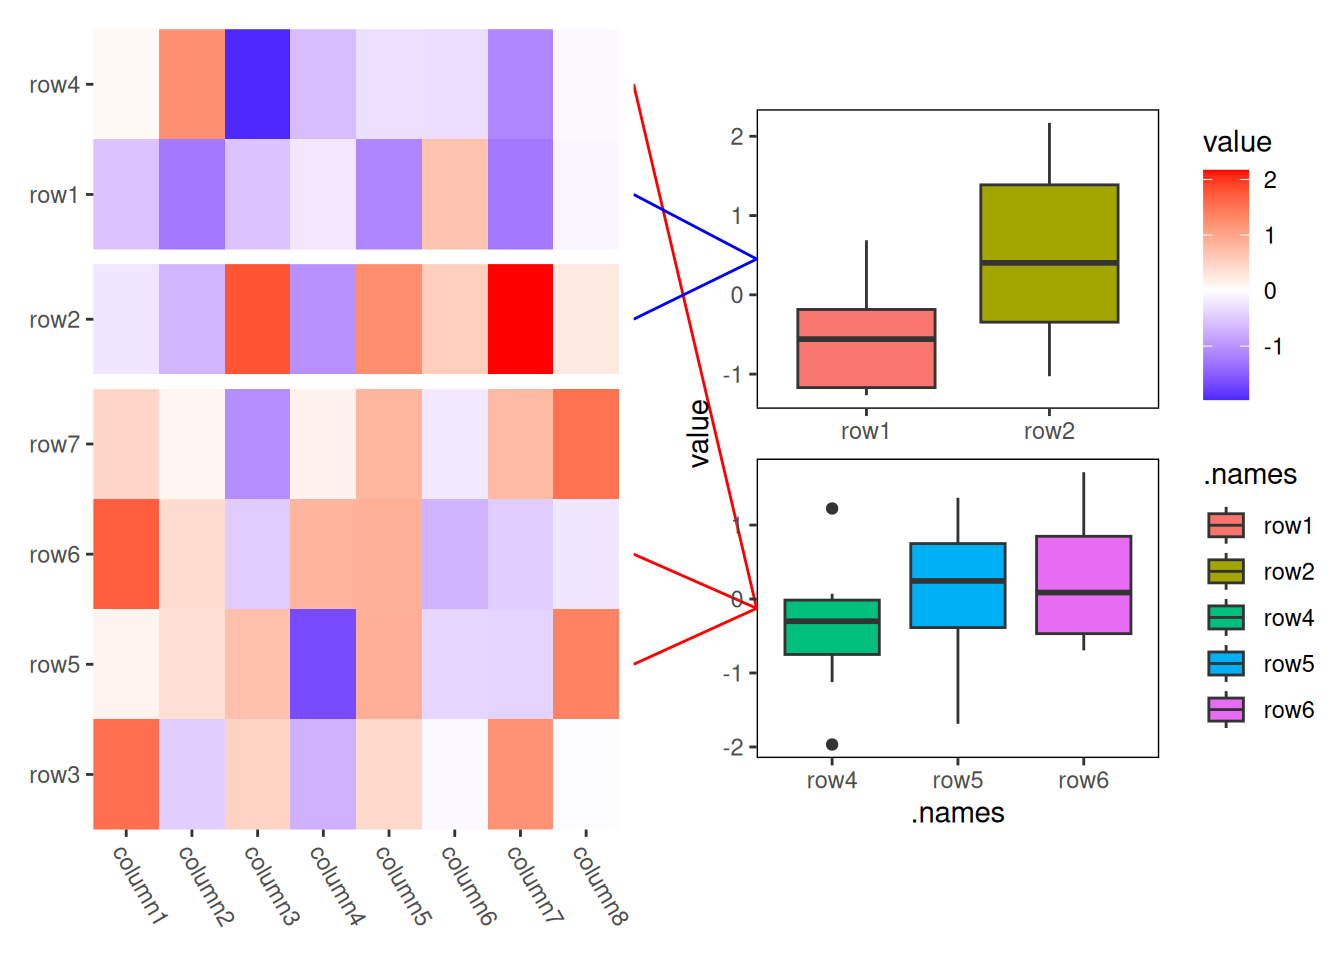 row4
row1
row2
row7
row6
row5
row3
column1
column2
column3
column4
column5
column6
column7
column8
value
2
1
0
-1
row1
row2
1
0
-1
-2
row4
row5
row6
.names
value
2
1
0
-1
.names
row1
row2
row4
row5
row6